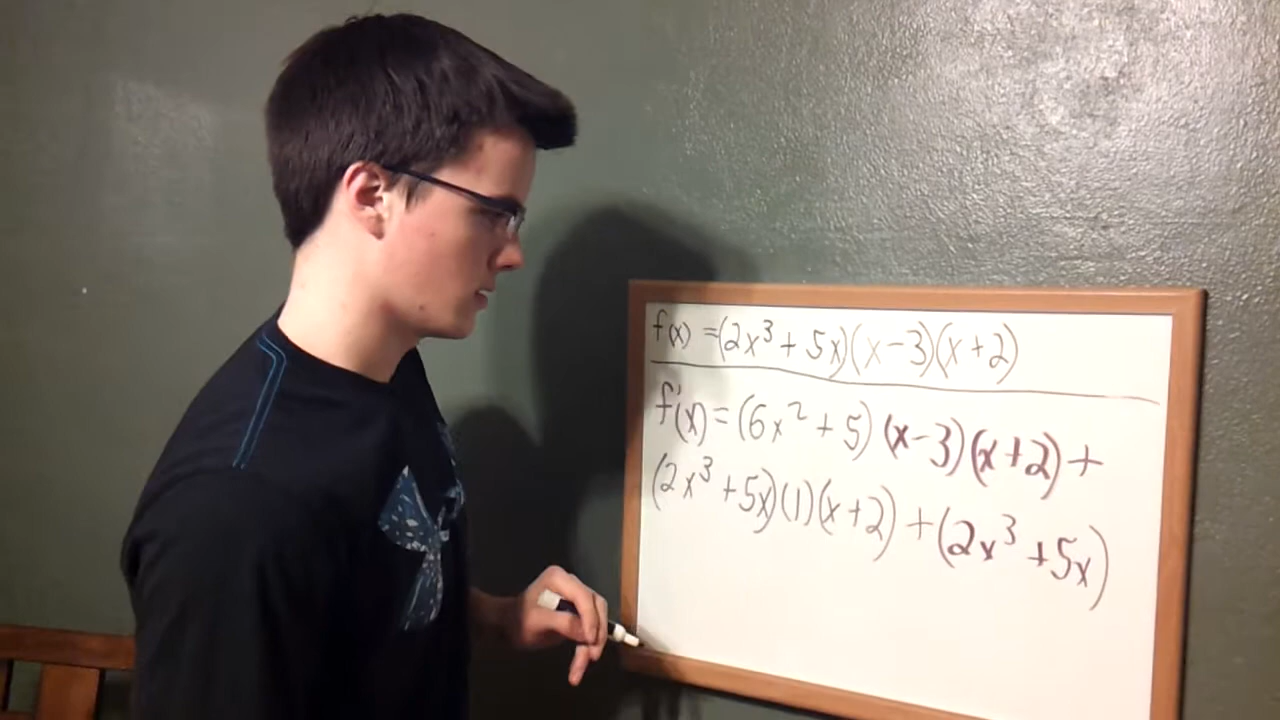 f(x) = (2x³ + 5x)(x-3)(x+2)
f'(x) = (6x² + 5)(x-3)(x+2) +
(2x³ + 5x)(1)(x+2) + (2x³ + 5x)